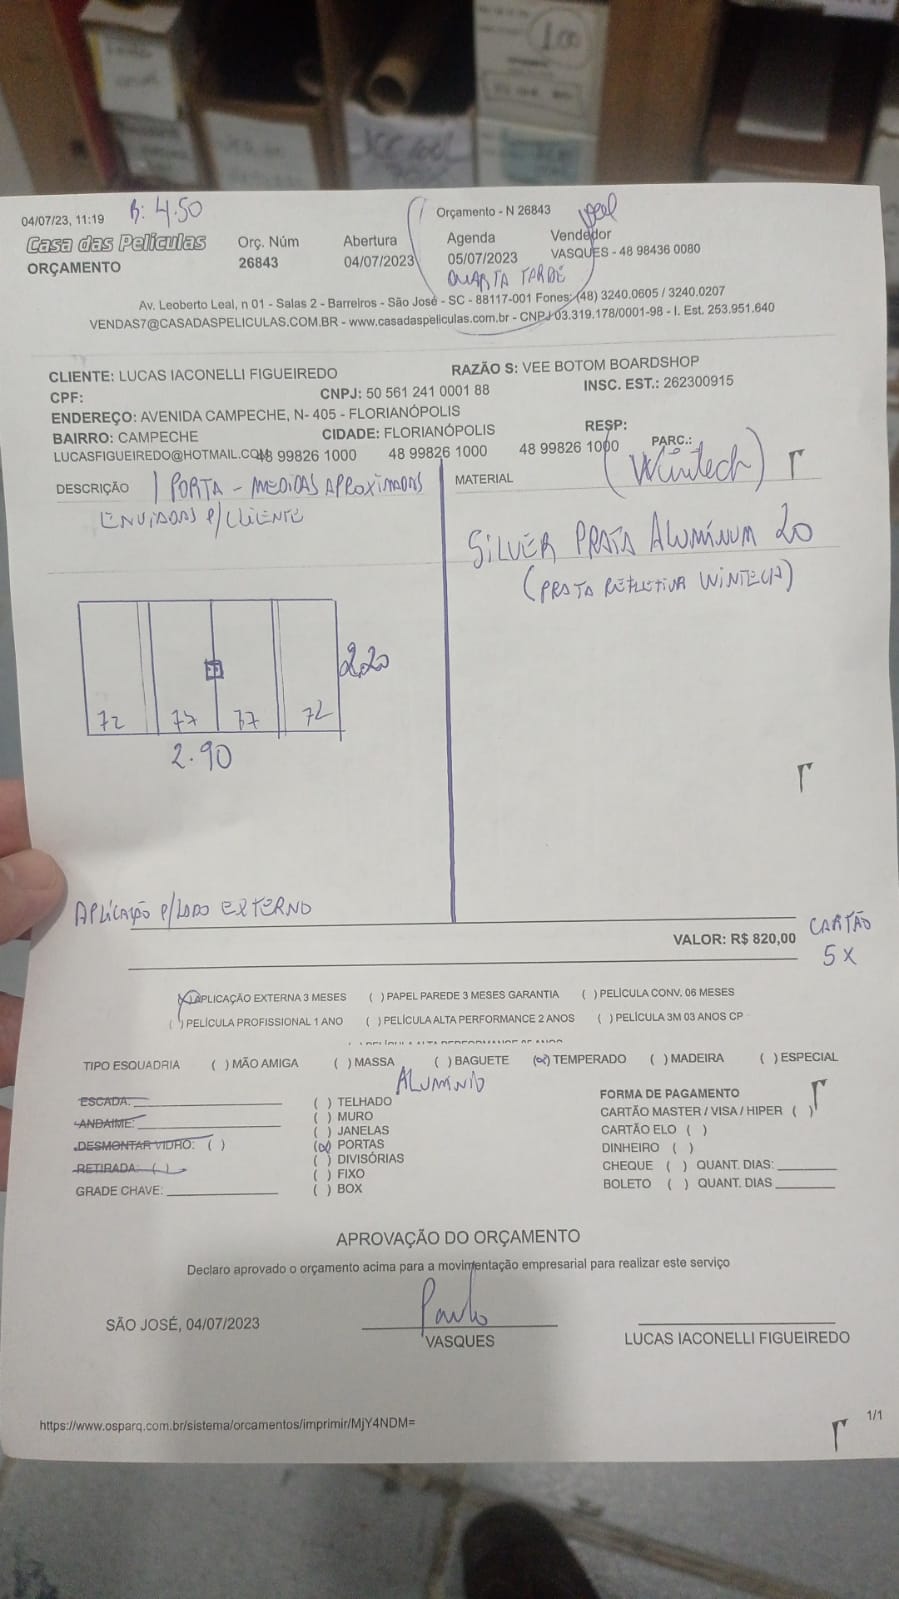 100
04/07/23, 11:19
B: 4.50
Orçamento - N 26843
Casa das Películas
ORÇAMENTO
Orç. Núm
26843
Abertura
04/07/2023
Agenda
05/07/2023
QUARTA TARDE
Vendedor
VASQUES - 48 98436 0080
Av. Leoberto Leal, n 01 - Salas 2 - Barreiros - São José - SC - 88117-001 Fones: (48) 3240.0605 / 3240.0207
VENDAS7@CASADASPELICULAS.COM.BR - www.casadaspeliculas.com.br - CNPJ 03.319.178/0001-98 - I. Est. 253.951.640
CLIENTE: LUCAS IACONELLI FIGUEIREDO RAZÃO S: VEE BOTOM BOARDSHOP
CPF: CNPJ: 50 561 241 0001 88 INSC. EST.: 262300915
ENDEREÇO: AVENIDA CAMPECHE, N- 405 - FLORIANÓPOLIS
BAIRRO: CAMPECHE CIDADE: FLORIANÓPOLIS RESP:
LUCASFIGUEIREDO@HOTMAIL.COM 48 99826 1000 48 99826 1000 48 99826 1000 PARC.:
DESCRIÇÃO 1 PORTA - MEDIDAS APROXIMADAS
ENVIADAS P/CLIENTE
MATERIAL (Wintech)
SILVER PRATA ALUMÍNUM 20
(PRATA REFLETIVA WINTECH)
2,20
72 77 77 72
2.90
APLICAÇÃO P/LADO EXTERNO
VALOR: R$ 820,00 CARTÃO
5 X
(X) APLICAÇÃO EXTERNA 3 MESES ( ) PAPEL PAREDE 3 MESES GARANTIA ( ) PELÍCULA CONV. 06 MESES
( ) PELÍCULA PROFISSIONAL 1 ANO ( ) PELÍCULA ALTA PERFORMANCE 2 ANOS ( ) PELÍCULA 3M 03 ANOS CP
TIPO ESQUADRIA ( ) MÃO AMIGA ( ) MASSA ( ) BAGUETE (X) TEMPERADO ( ) MADEIRA ( ) ESPECIAL
ALUMÍNIO
ESCADA:
ANDAIME:
DESMONTAR VIDRO: ( )
RETIRADA: ( )
GRADE CHAVE:
( ) TELHADO
( ) MURO
( ) JANELAS
(X) PORTAS
( ) DIVISÓRIAS
( ) FIXO
( ) BOX
FORMA DE PAGAMENTO
CARTÃO MASTER / VISA / HIPER ( )
CARTÃO ELO ( )
DINHEIRO ( )
CHEQUE ( ) QUANT. DIAS:
BOLETO ( ) QUANT. DIAS
APROVAÇÃO DO ORÇAMENTO
Declaro aprovado o orçamento acima para a movimentação empresarial para realizar este serviço
SÃO JOSÉ, 04/07/2023
Paulo
VASQUES
LUCAS IACONELLI FIGUEIREDO
https://www.osparq.com.br/sistema/orcamentos/imprimir/MjY4NDM=
1/1